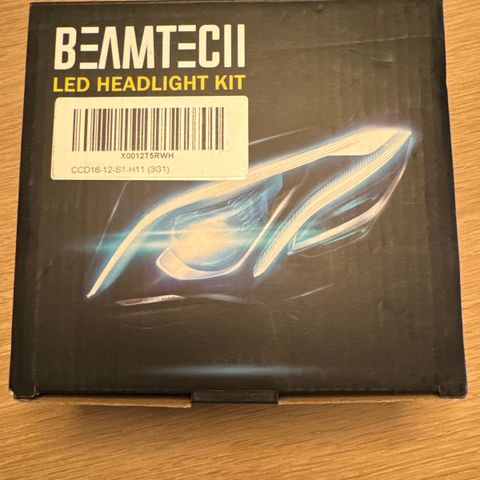 BEAMTECH
LED HEADLIGHT KIT
X0012T5RWH
CCD16-12-S1-H11 (3G1)